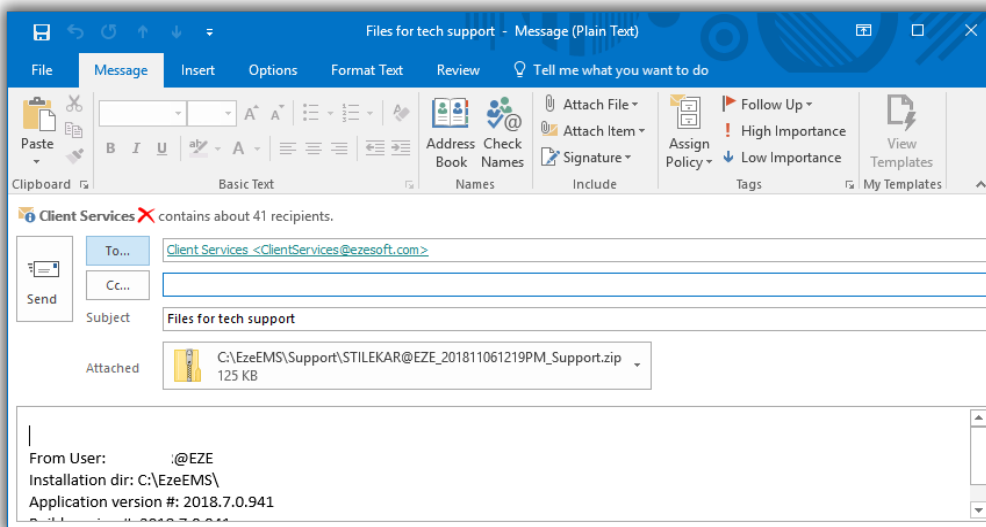 Files for tech support - Message (Plain Text)
File Message Insert Options Format Text Review Tell me what you want to do
Paste
Clipboard
B I U A
Basic Text
Address Book
Check Names
Names
Attach File
Attach Item
Signature
Include
Assign Policy
Follow Up
High Importance
Low Importance
Tags
View Templates
My Templates
Client Services contains about 41 recipients.
Send
To...
Client Services <ClientServices@ezesoft.com>
Cc...
Subject
Files for tech support
Attached
C:\EzeEMS\Support\STILEKAR@EZE_201811061219PM_Support.zip
125 KB
From User: :@EZE
Installation dir: C:\EzeEMS\
Application version #: 2018.7.0.941